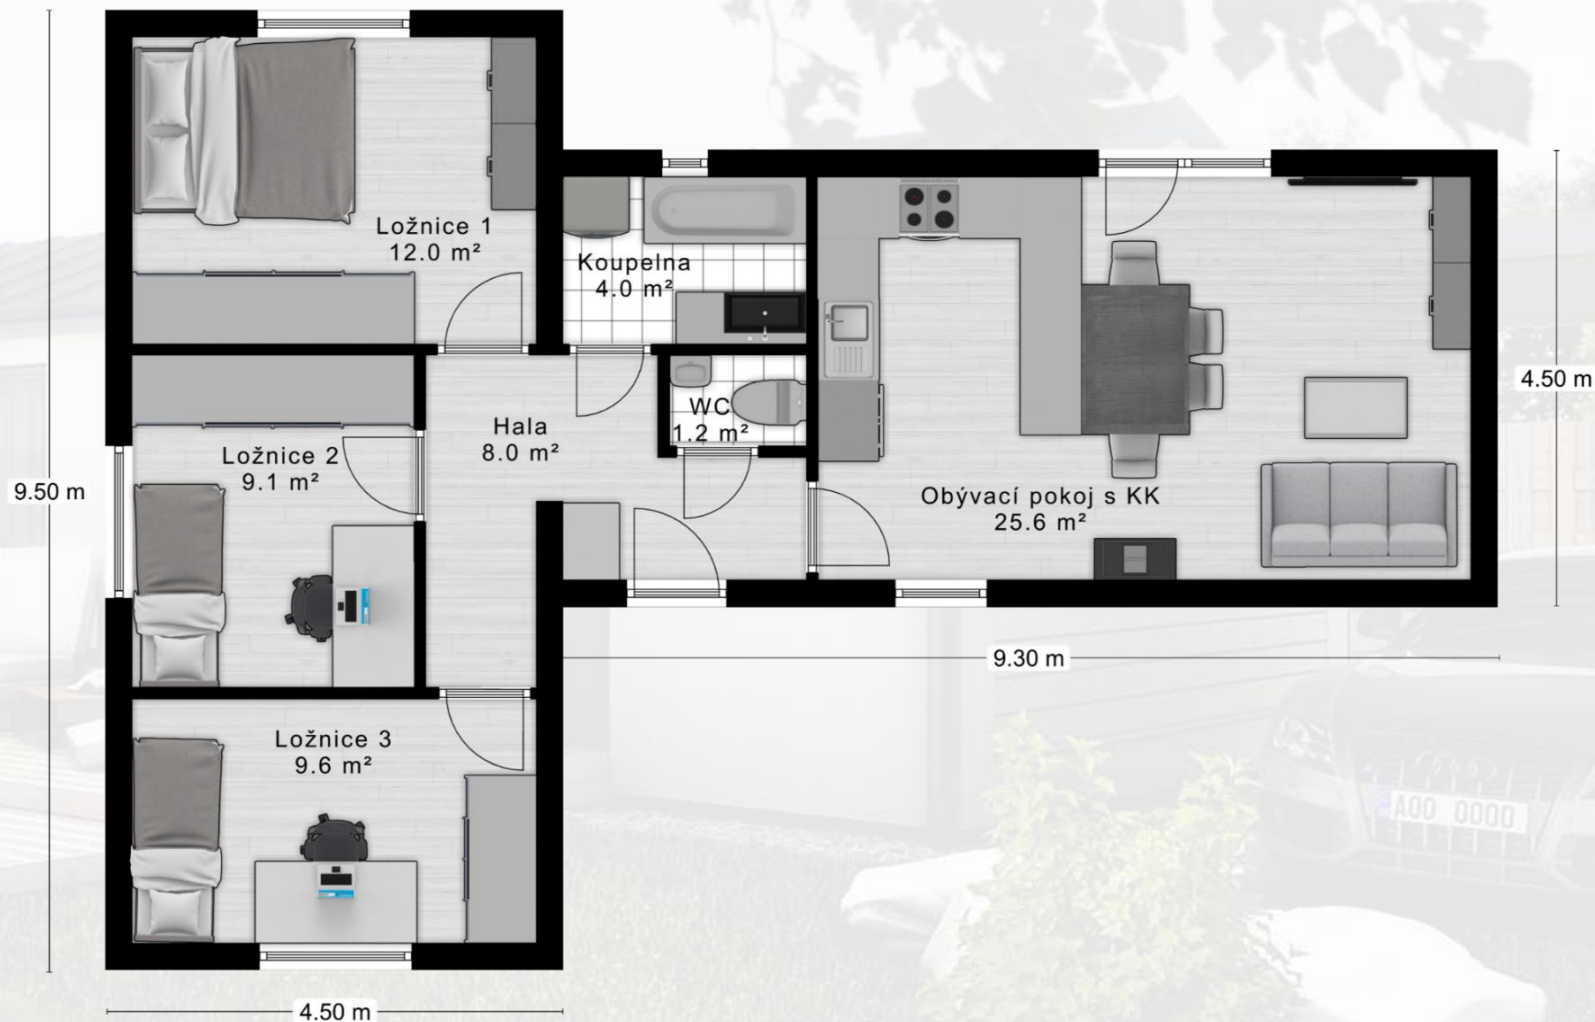 Ložnice 1
12.0 m²
Koupelna
4.0 m²
4.50 m
WC
1.2 m²
Hala
8.0 m²
Ložnice 2
9.1 m²
9.50 m
Obývací pokoj s KK
25.6 m²
9.30 m
Ložnice 3
9.6 m²
A00 0000
4.50 m